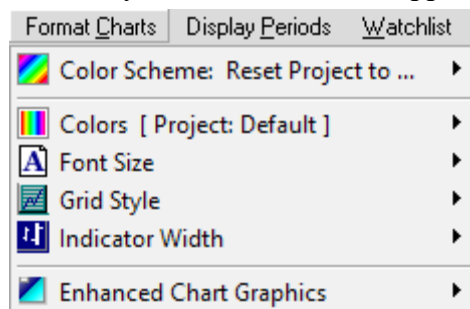 Format Charts Display Periods Watchlist
Color Scheme: Reset Project to ...
Colors [ Project: Default ]
Font Size
Grid Style
Indicator Width
Enhanced Chart Graphics